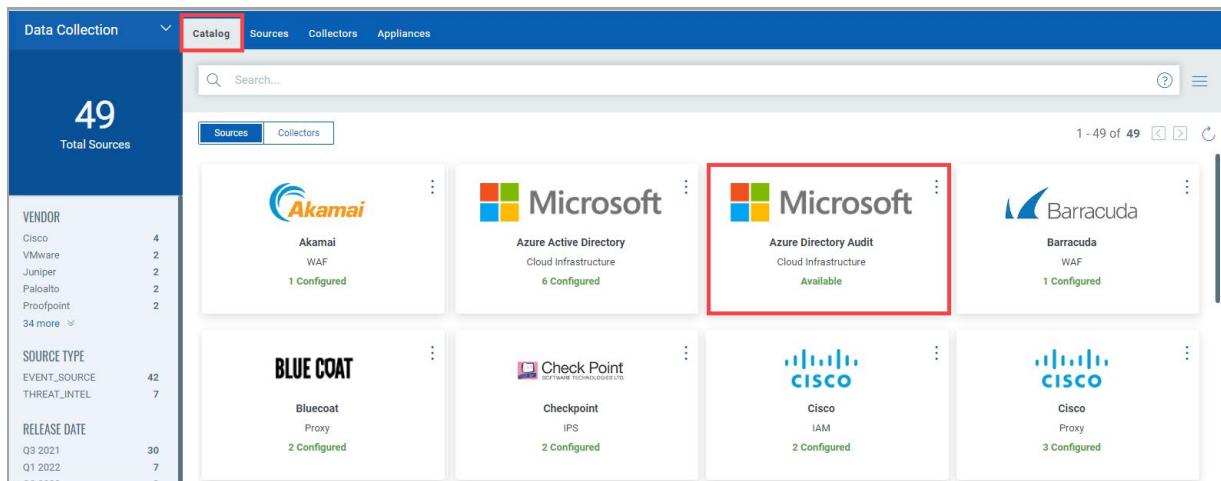 Data Collection
Catalog Sources Collectors Appliances
49
Total Sources
Search...
?
Sources Collectors
1 - 49 of 49
VENDOR
Cisco 4
VMware 2
Juniper 2
Paloalto 2
Proofpoint 2
34 more
SOURCE TYPE
EVENT_SOURCE 42
THREAT_INTEL 7
RELEASE DATE
Q3 2021 30
Q1 2022 7
Akamai
Akamai
WAF
1 Configured
Microsoft
Azure Active Directory
Cloud Infrastructure
6 Configured
Microsoft
Azure Directory Audit
Cloud Infrastructure
Available
Barracuda
Barracuda
WAF
1 Configured
BLUE COAT
Bluecoat
Proxy
2 Configured
Check Point
SOFTWARE TECHNOLOGIES LTD.
Checkpoint
IPS
2 Configured
CISCO
Cisco
IAM
2 Configured
CISCO
Cisco
Proxy
3 Configured